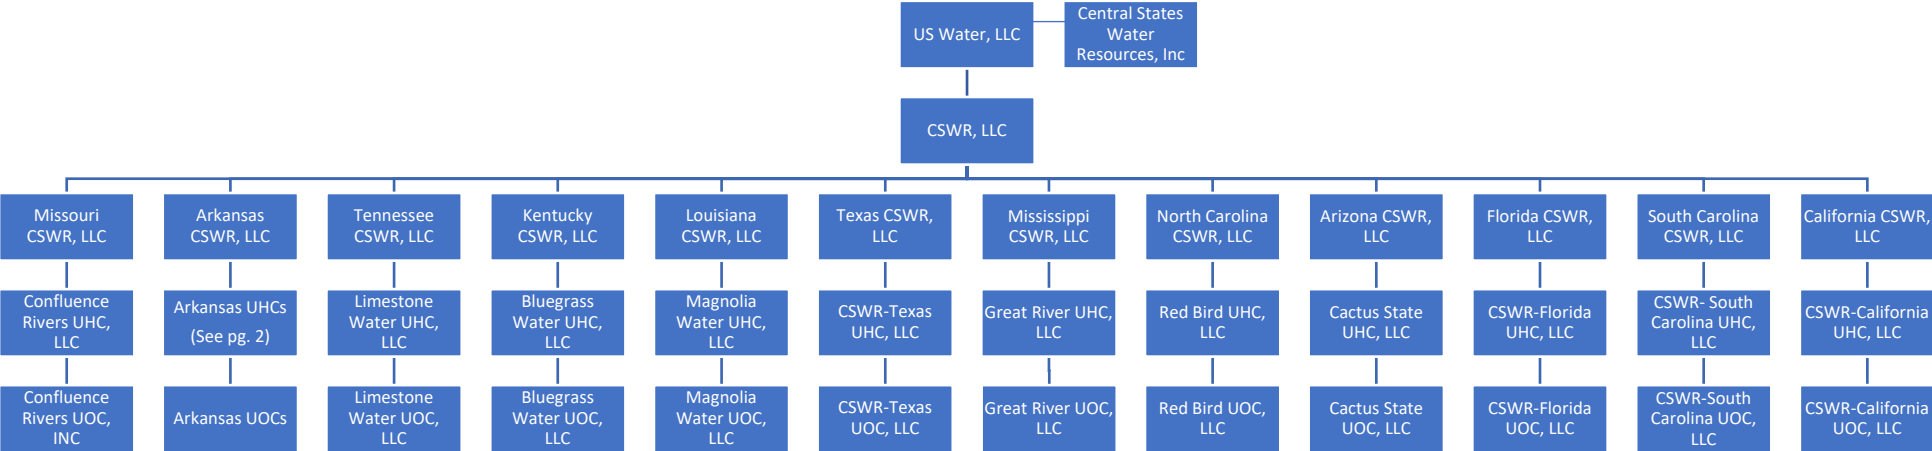 US Water, LLC
Central States
Water
Resources, Inc
CSWR, LLC
Missouri
CSWR, LLC
Arkansas
CSWR, LLC
Tennessee
CSWR, LLC
Kentucky
CSWR, LLC
Louisiana
CSWR, LLC
Texas CSWR,
LLC
Mississippi
CSWR, LLC
North Carolina
CSWR, LLC
Arizona CSWR,
LLC
Florida CSWR,
LLC
South Carolina
CSWR, LLC
California CSWR,
LLC
Confluence
Rivers UHC,
LLC
Arkansas UHCs
(See pg. 2)
Limestone
Water UHC,
LLC
Bluegrass
Water UHC,
LLC
Magnolia
Water UHC,
LLC
CSWR-Texas
UHC, LLC
Great River UHC,
LLC
Red Bird UHC,
LLC
Cactus State
UHC, LLC
CSWR-Florida
UHC, LLC
CSWR- South
Carolina UHC,
LLC
CSWR-California
UHC, LLC
Confluence
Rivers UOC,
INC
Arkansas UOCs
Limestone
Water UOC,
LLC
Bluegrass
Water UOC,
LLC
Magnolia
Water UOC,
LLC
CSWR-Texas
UOC, LLC
Great River UOC,
LLC
Red Bird UOC,
LLC
Cactus State
UOC, LLC
CSWR-Florida
UOC, LLC
CSWR-South
Carolina UOC,
LLC
CSWR-California
UOC, LLC